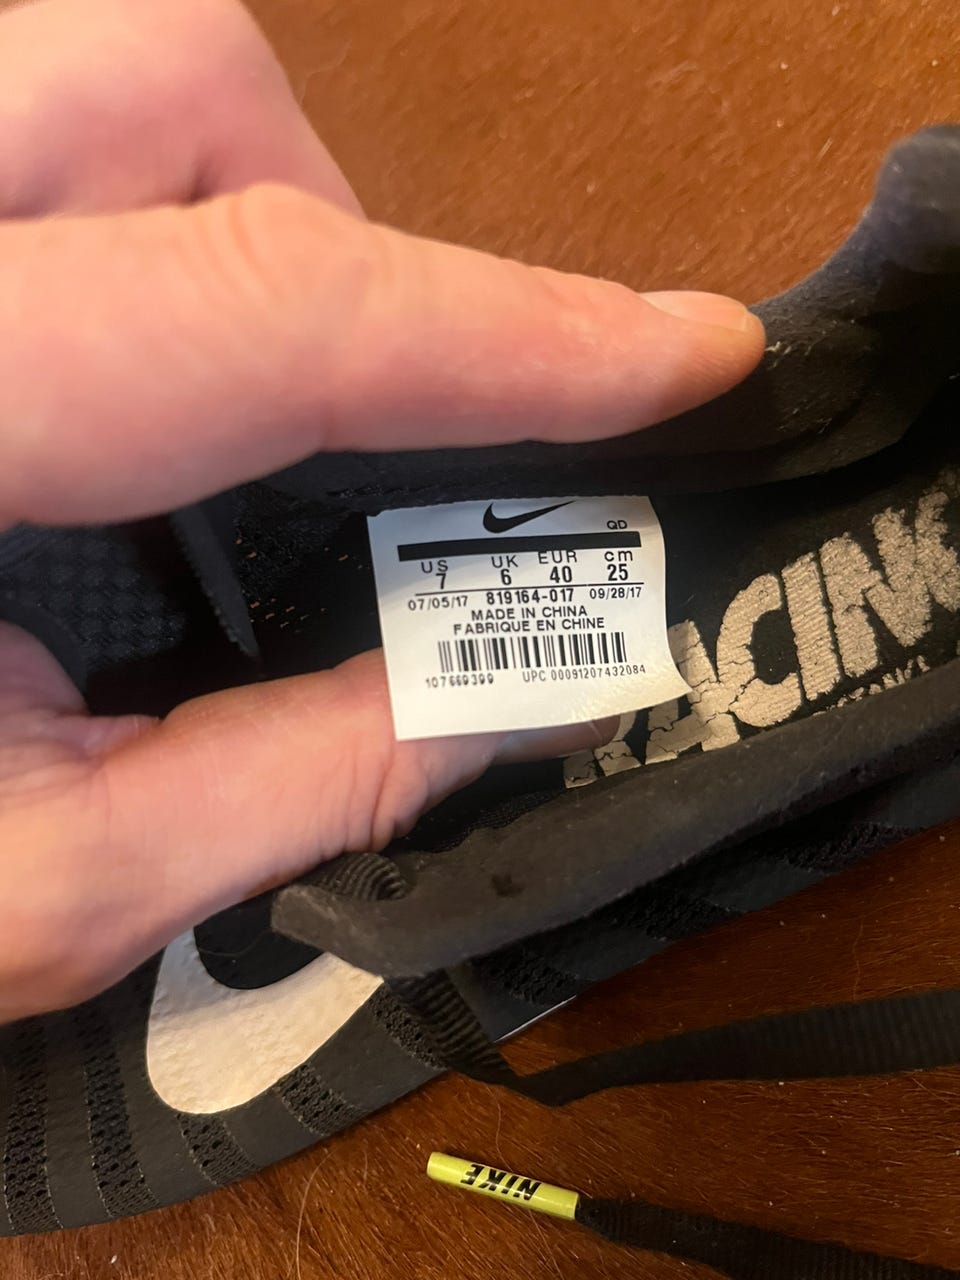 QD
US UK EUR cm
7 6 40 25
07/05/17 819164-017 09/28/17
MADE IN CHINA
FABRIQUE EN CHINE
107669399 UPC 00091207432084
RACING
NIKE